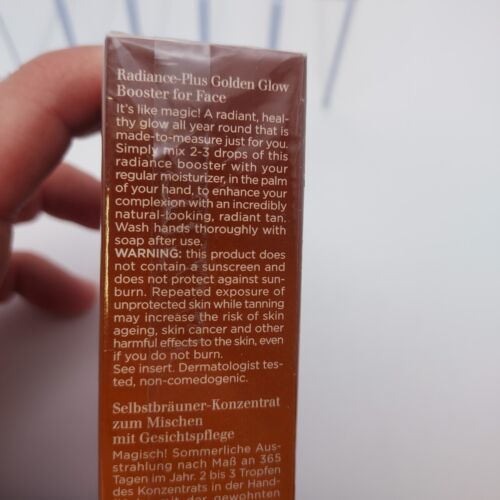 Radiance-Plus Golden Glow
Booster for Face
It's like magic! A radiant, heal-
thy glow all year round that is
made-to-measure just for you.
Simply mix 2-3 drops of this
radiance booster with your
regular moisturizer, in the palm
of your hand, to enhance your
complexion with an incredibly
natural-looking, radiant tan.
Wash hands thoroughly with
soap after use.
WARNING: this product does
not contain a sunscreen and
does not protect against sun-
burn. Repeated exposure of
unprotected skin while tanning
may increase the risk of skin
ageing, skin cancer and other
harmful effects to the skin, even
if you do not burn.
See insert. Dermatologist tes-
ted, non-comedogenic.
Selbstbräuner-Konzentrat
zum Mischen
mit Gesichtspflege
Magisch! Sommerliche Aus-
strahlung nach Maß an 365
Tagen im Jahr. 2 bis 3 Tropfen
des Konzentrats in der Hand-
mit der gewohnten